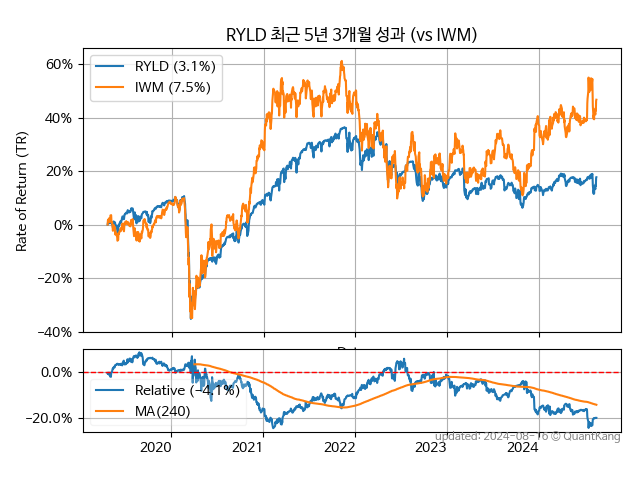 RYLD 최근 5년 3개월 성과 (vs IWM)
RYLD (3.1%)
IWM (7.5%)
Rate of Return (TR)
60%
40%
20%
0%
−20%
−40%
0.0%
−20.0%
Relative (−4.1%)
MA(240)
2020
2021
2022
2023
2024
updated: 2024-08-16 © QuantKang